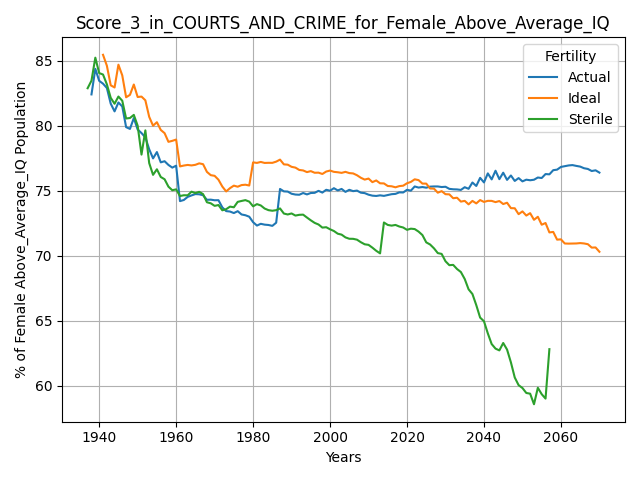 Score_3_in_COURTS_AND_CRIME_for_Female_Above_Average_IQ
% of Female Above_Average_IQ Population
85
80
75
70
65
60
Fertility
Actual
Ideal
Sterile
1940 1960 1980 2000 2020 2040 2060
Years